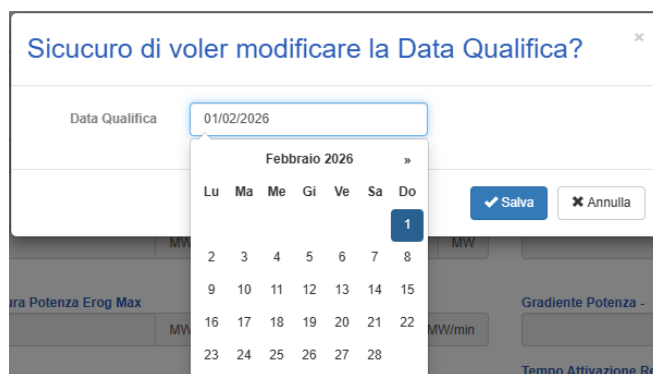 Sicucuro di voler modificare la Data Qualifica?
×
Data Qualifica
01/02/2026
Febbraio 2026 »
Lu Ma Me Gi Ve Sa Do
1
2 3 4 5 6 7 8
9 10 11 12 13 14 15
16 17 18 19 20 21 22
23 24 25 26 27 28
Salva
Annulla
MW
MW
Potenza Erog Max
Gradiente Potenza -
MW/min
Tempo Attivazione